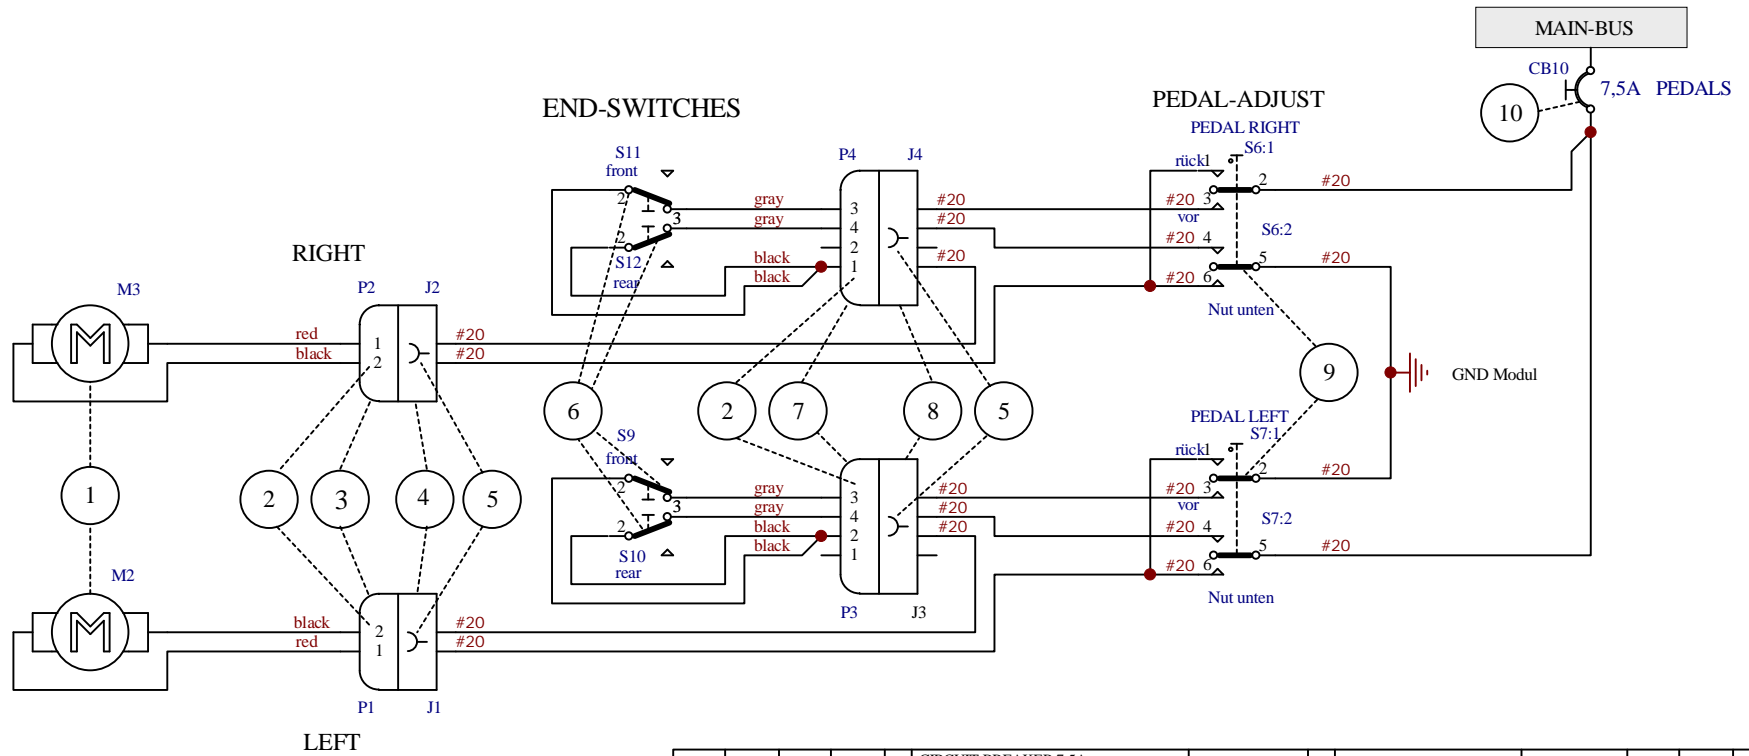 MAIN-BUS
CB10
7,5A PEDALS
10
END-SWITCHES
PEDAL-ADJUST
PEDAL RIGHT
S6:1
S11
front
P4
J4
rück
1
2
#20
2
gray
3
#20
#20
3
vor
3
gray
4
#20
S6:2
2
2
#20
4
S12
black
1
#20
5
#20
rear
black
#20
6
Nut unten
RIGHT
M3
P2
J2
M
red
1
#20
black
2
#20
9
GND Modul
6
2
7
8
5
PEDAL LEFT
S7:1
S9
front
rück
1
2
#20
1
2
3
4
5
2
gray
3
#20
#20
3
vor
3
gray
4
#20
S7:2
2
black
2
#20
#20
4
S10
black
1
5
#20
rear
#20
6
Nut unten
M2
P3
J3
M
black
2
#20
red
1
#20
P1
J1
LEFT